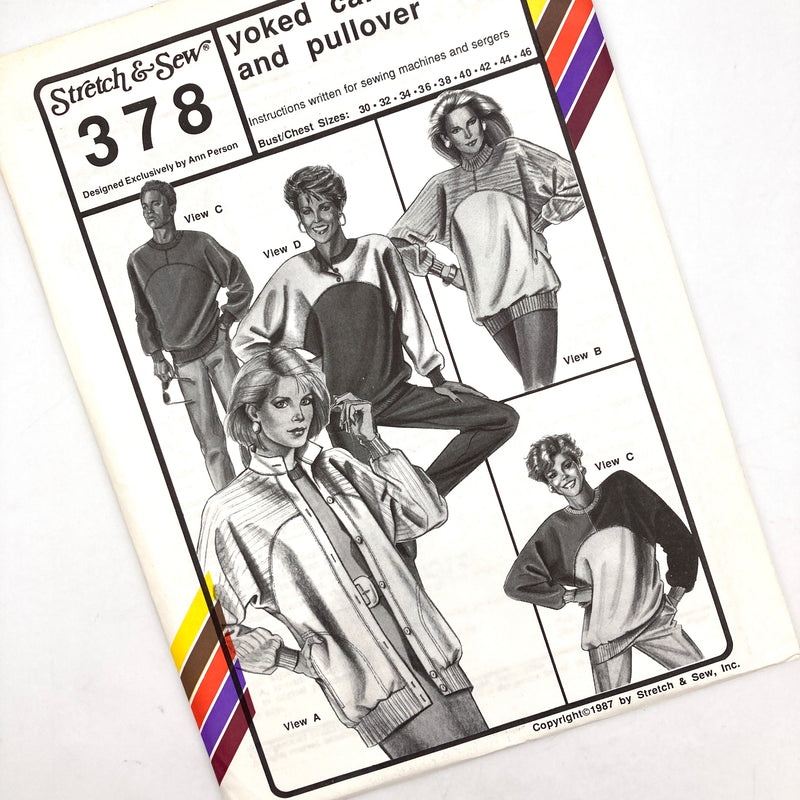 Stretch & Sew®
378
Designed Exclusively by Ann Person
yoked
and pullover
Instructions written for sewing machines and sergers
Bust/Chest Sizes: 30 • 32 • 34 • 36 • 38 • 40 • 42 • 44 • 46
View C
View D
View B
View C
View A
Copyright©1987 by Stretch & Sew, Inc.